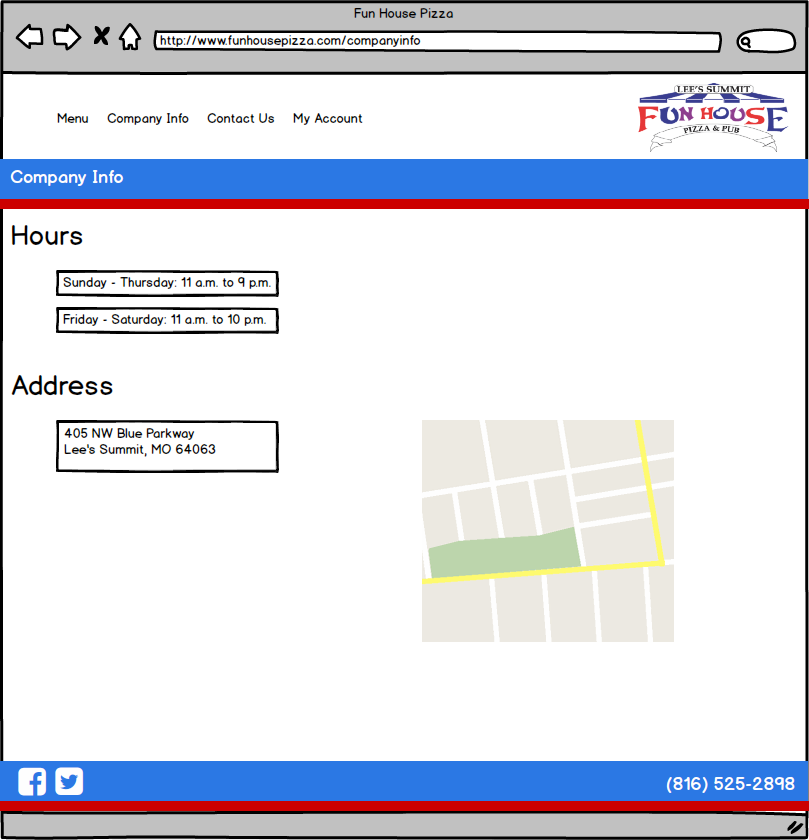 Fun House Pizza
http://www.funhousepizza.com/companyinfo
Menu Company Info Contact Us My Account
LEE'S SUMMIT
FUN HOUSE
PIZZA & PUB
Company Info
Hours
Sunday - Thursday: 11 a.m. to 9 p.m.
Friday - Saturday: 11 a.m. to 10 p.m.
Address
405 NW Blue Parkway
Lee's Summit, MO 64063
(816) 525-2898